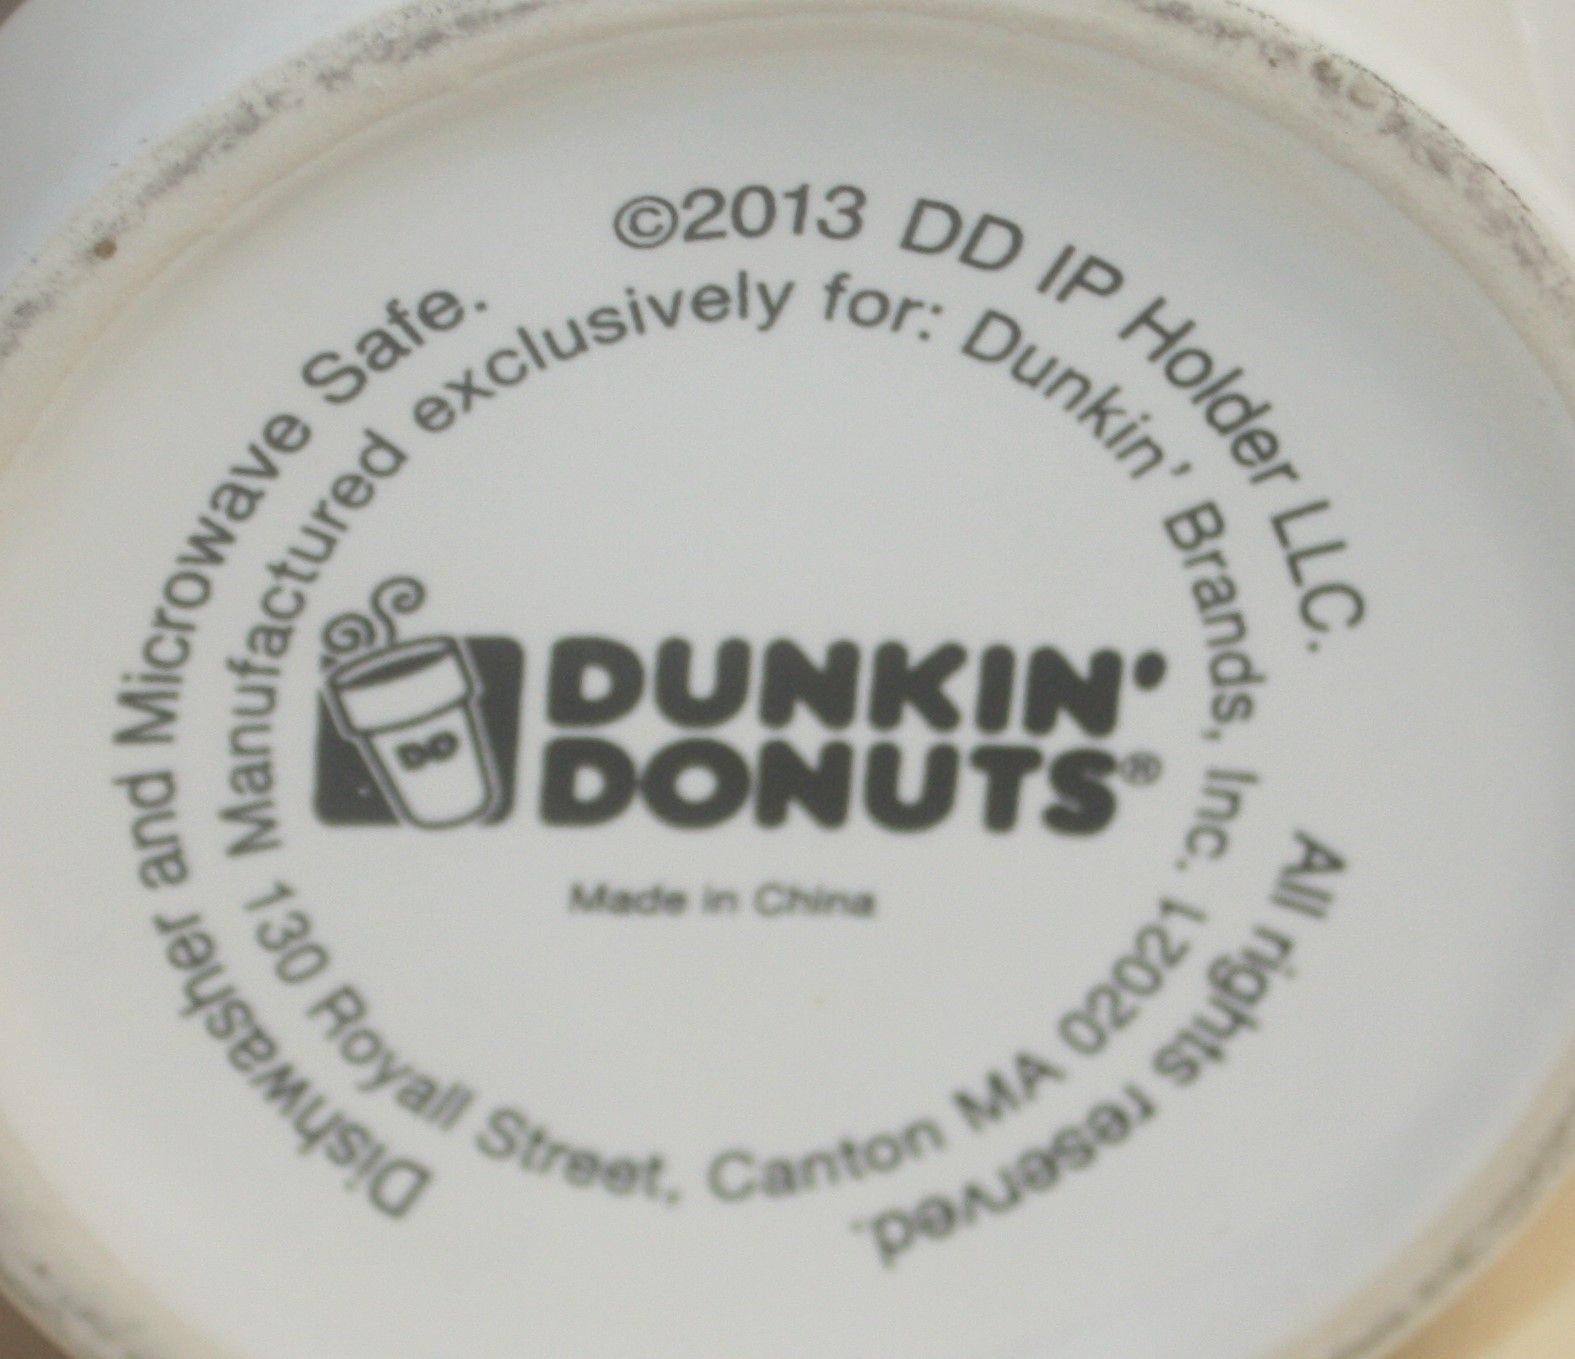 Dishwasher and Microwave Safe.
©2013 DD IP Holder LLC.
All rights reserved.
Manufactured exclusively for: Dunkin' Brands, Inc.
130 Royall Street, Canton MA 02021
DD
DUNKIN'
DONUTS®
Made in China